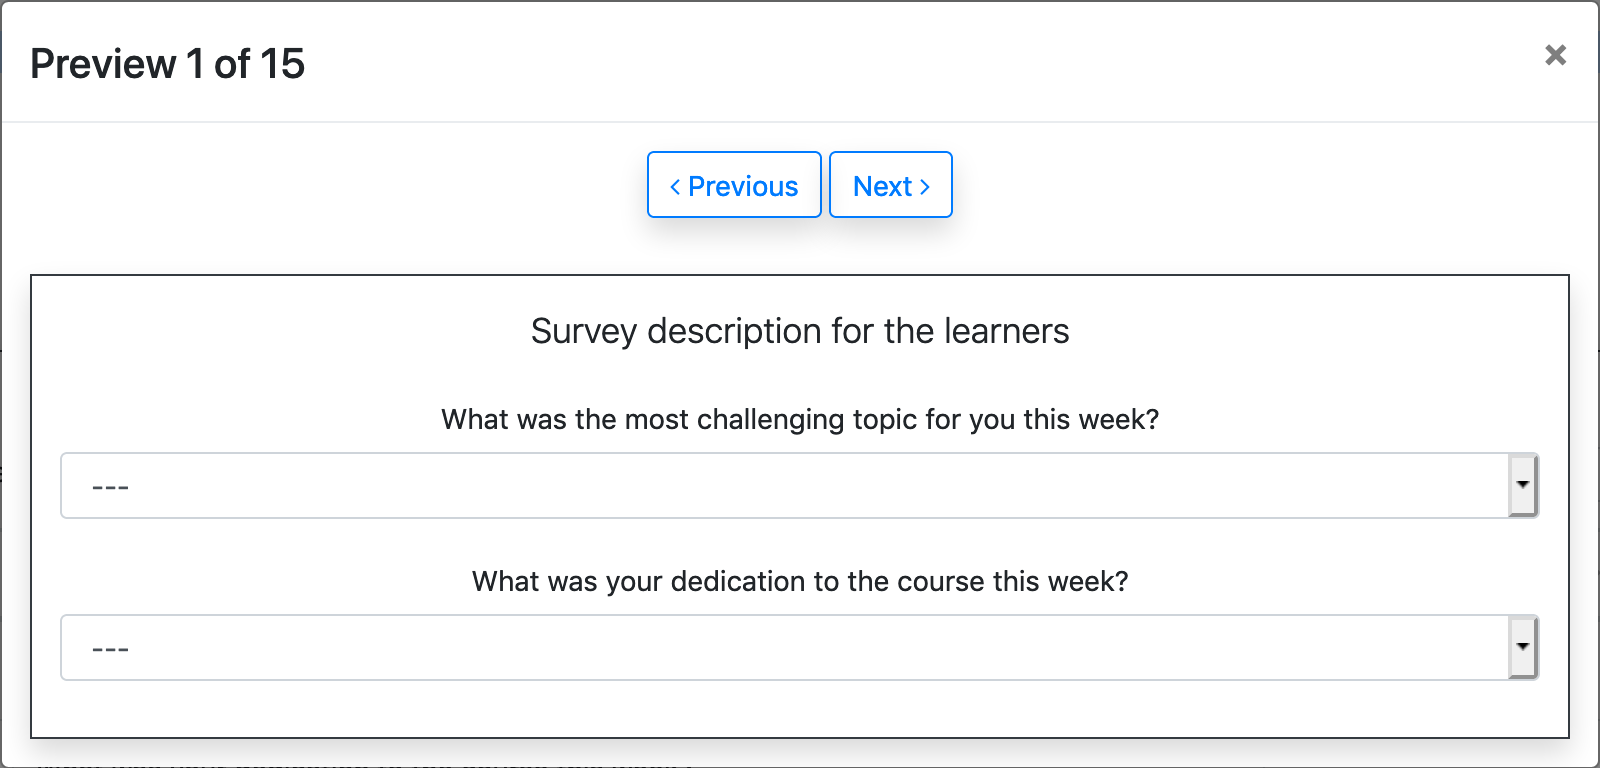 Preview 1 of 15
×
‹ Previous Next ›
Survey description for the learners
What was the most challenging topic for you this week?
---
What was your dedication to the course this week?
---